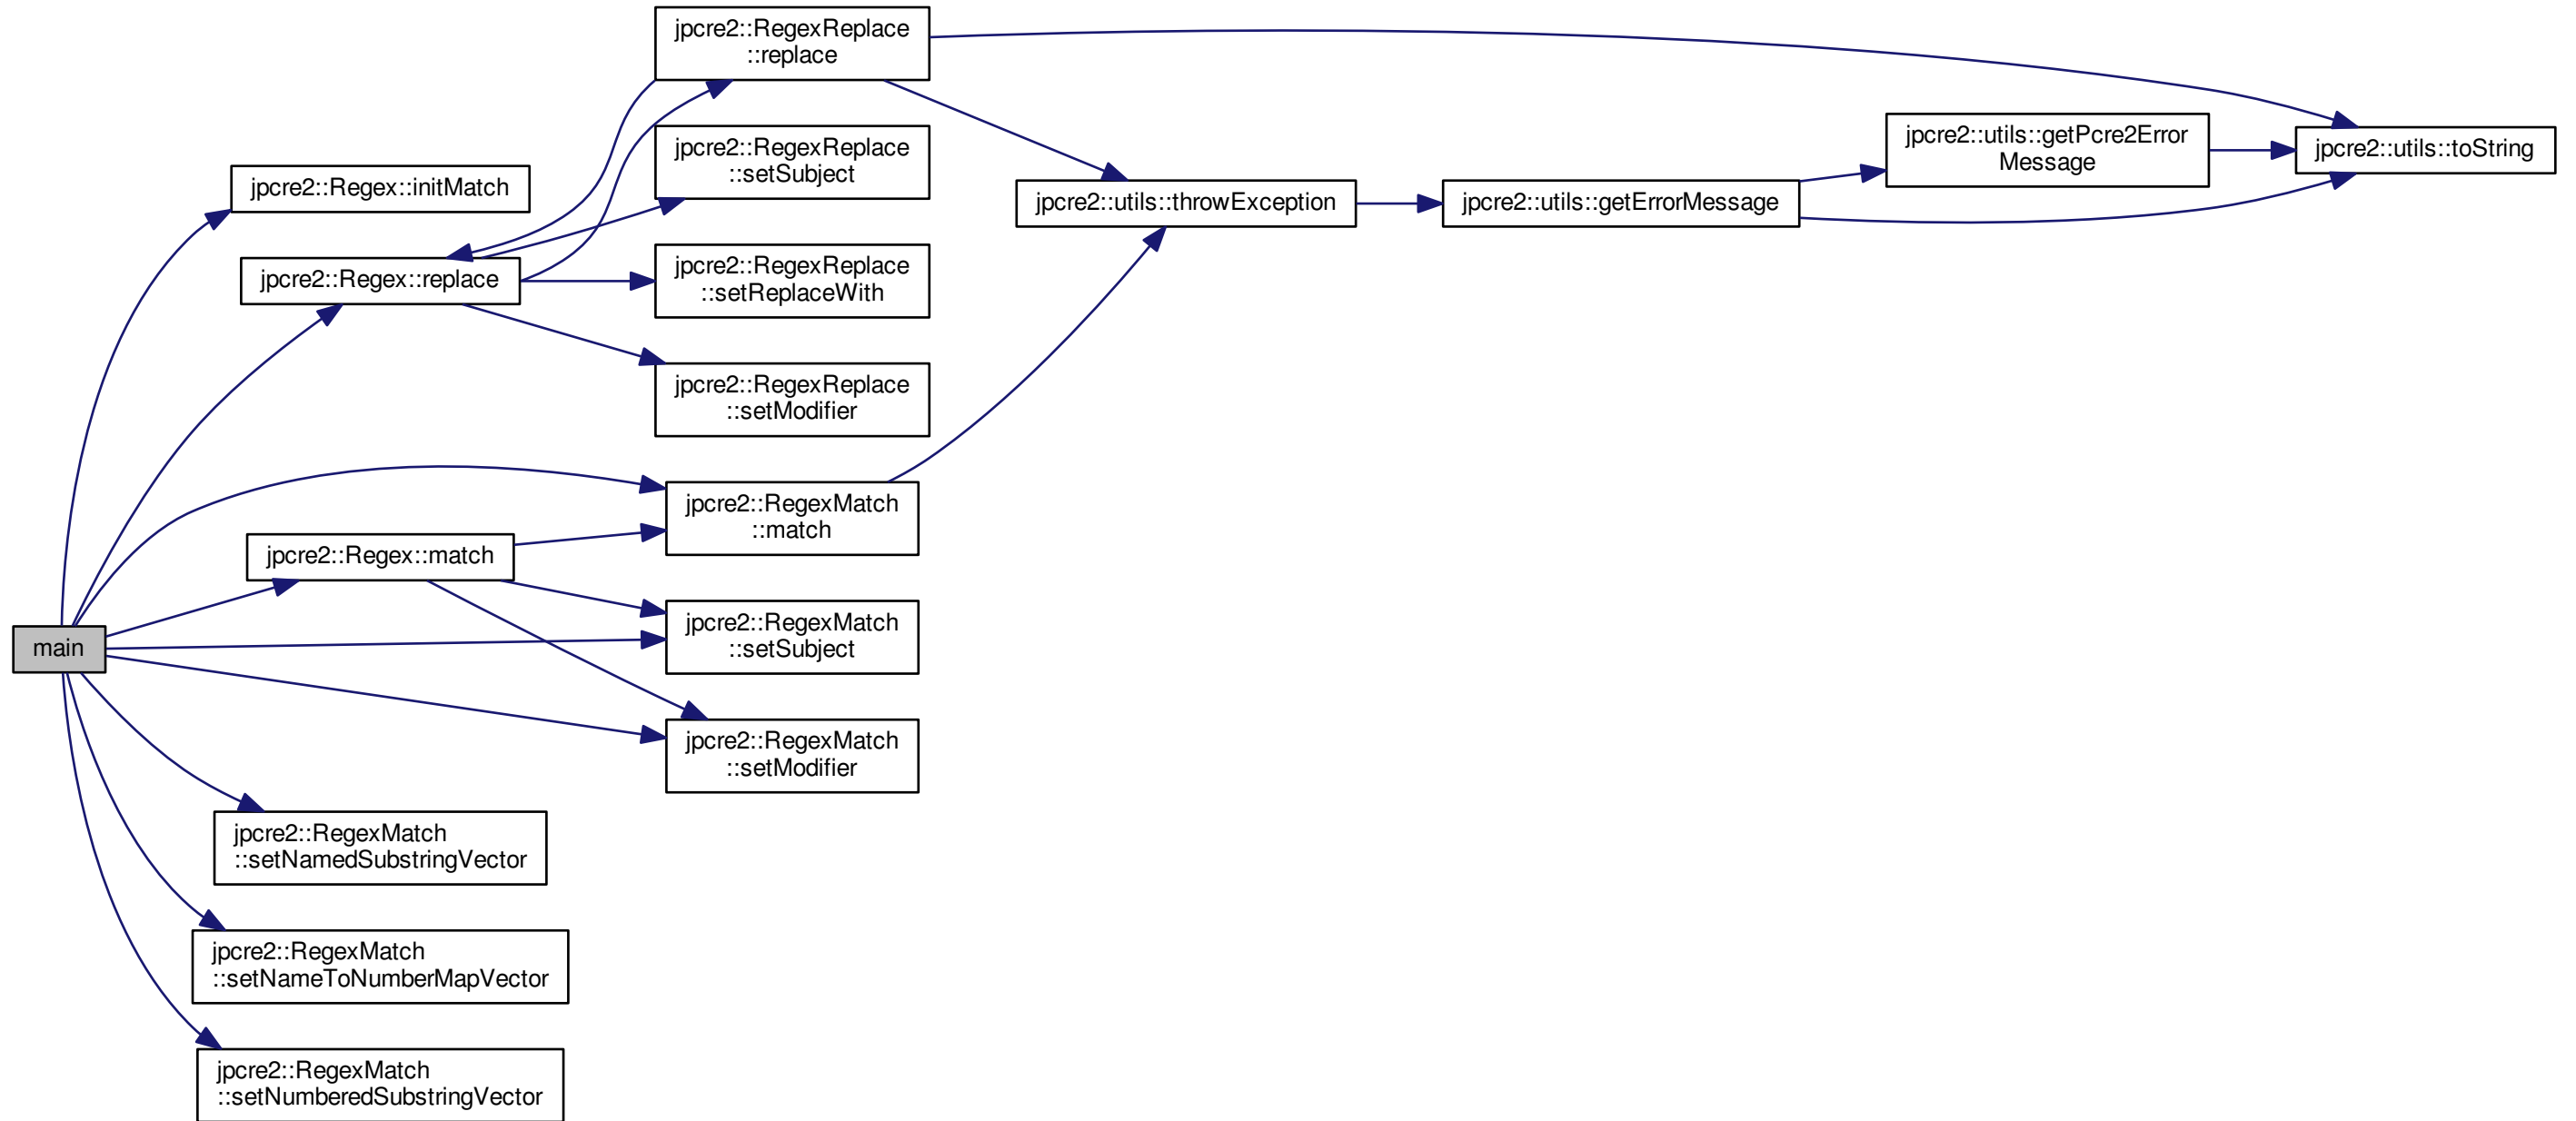 jpcre2::RegexReplace
::replace
jpcre2::RegexReplace
::setSubject
jpcre2::utils::getPcre2Error
Message
jpcre2::utils::toString
jpcre2::Regex::initMatch
jpcre2::utils::throwException
jpcre2::utils::getErrorMessage
jpcre2::Regex::replace
jpcre2::RegexReplace
::setReplaceWith
jpcre2::RegexReplace
::setModifier
jpcre2::RegexMatch
::match
jpcre2::Regex::match
jpcre2::RegexMatch
::setSubject
main
jpcre2::RegexMatch
::setModifier
jpcre2::RegexMatch
::setNamedSubstringVector
jpcre2::RegexMatch
::setNameToNumberMapVector
jpcre2::RegexMatch
::setNumberedSubstringVector